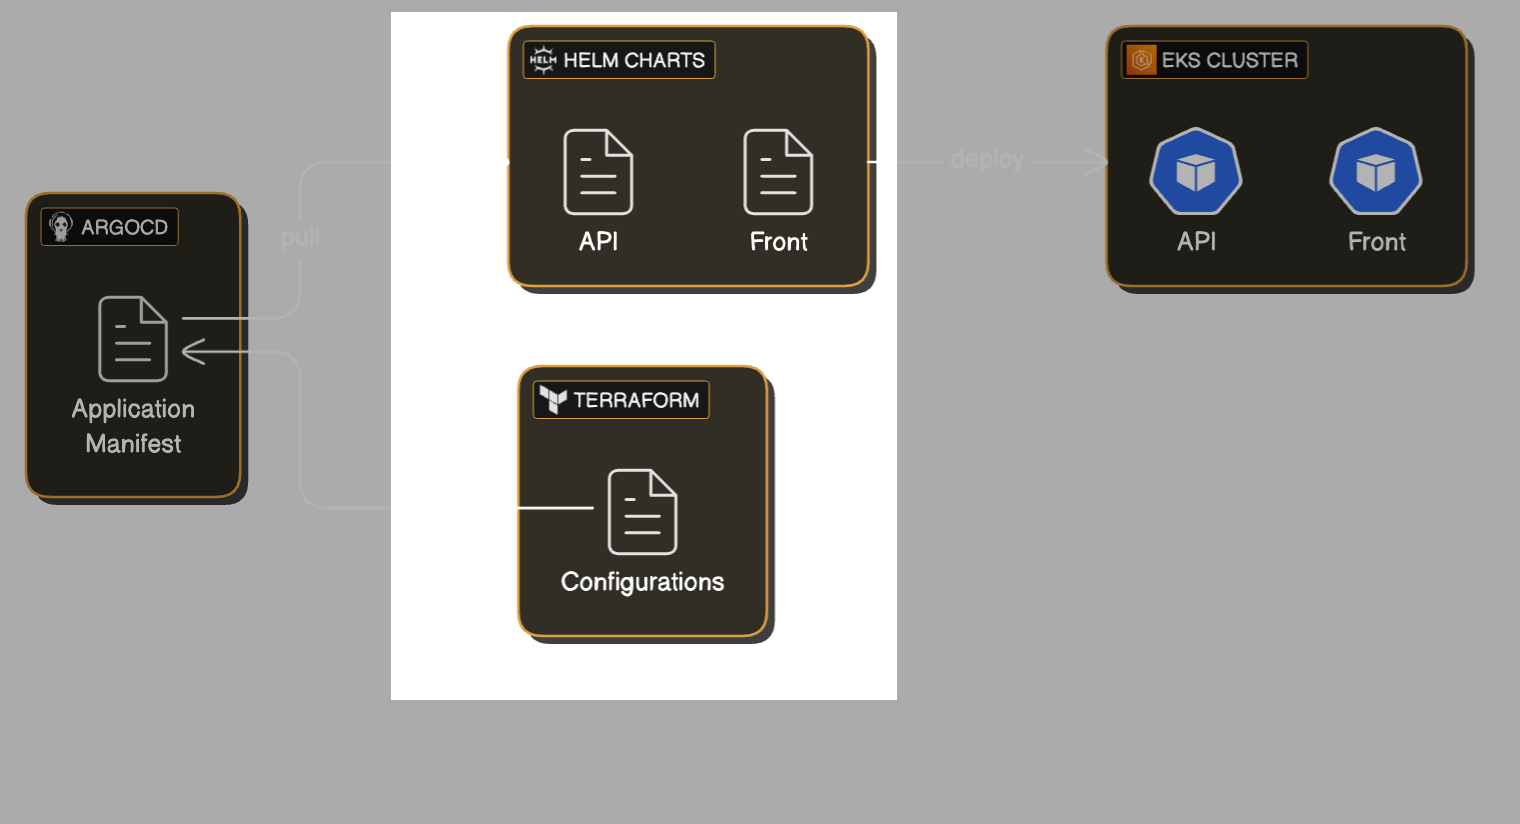 HELM
HELM CHARTS
API
Front
deploy
EKS CLUSTER
API
Front
ARGOCD
pull
Application
Manifest
TERRAFORM
Configurations